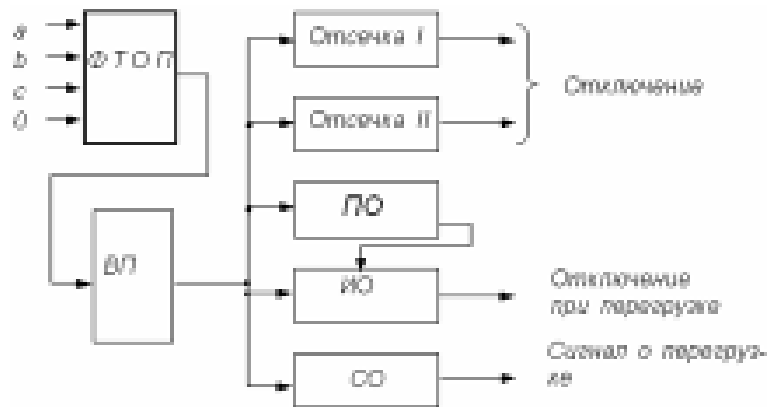 a
b
c
0
ФТОП
Отсечка I
Отсечка II
Отключение
ПО
ВП
ИО
Отключение
при перегрузке
СО
Сигнал о перегруз-
ке